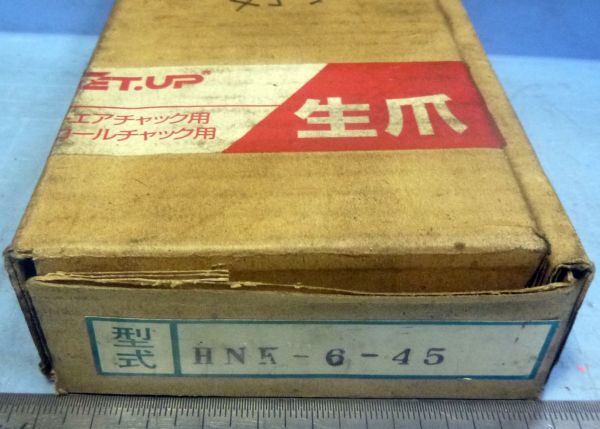 ET.UP®
エアチャック用
ールチャック用
生爪
型式
HNK-6-45